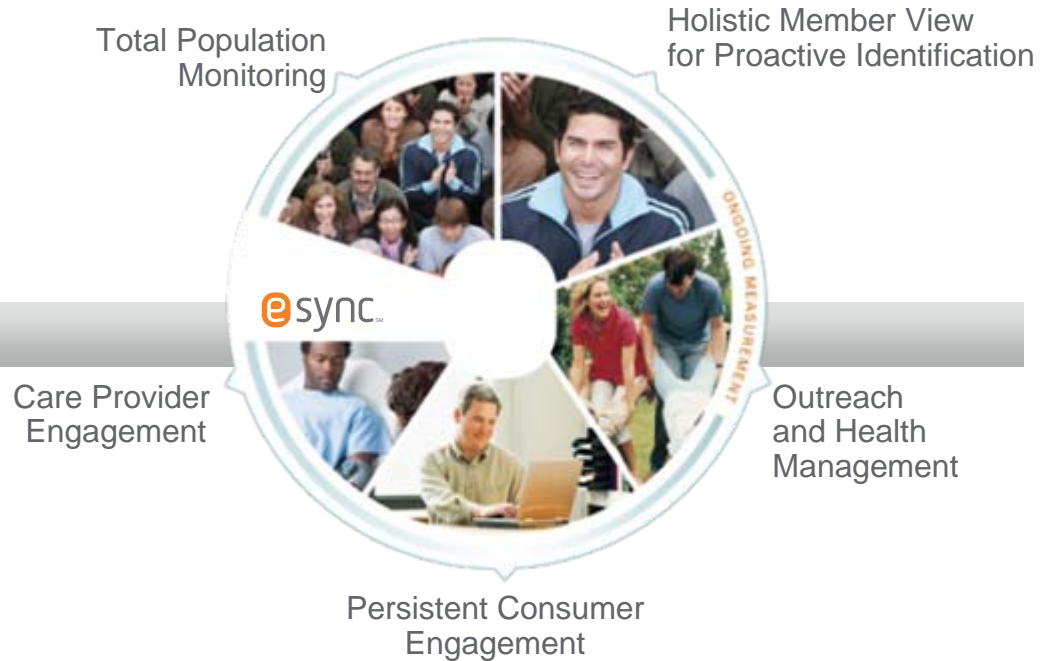 Total Population
Monitoring
Holistic Member View
for Proactive Identification
ONGOING MEASUREMENT
esync℠
Care Provider
Engagement
Outreach
and Health
Management
Persistent Consumer
Engagement